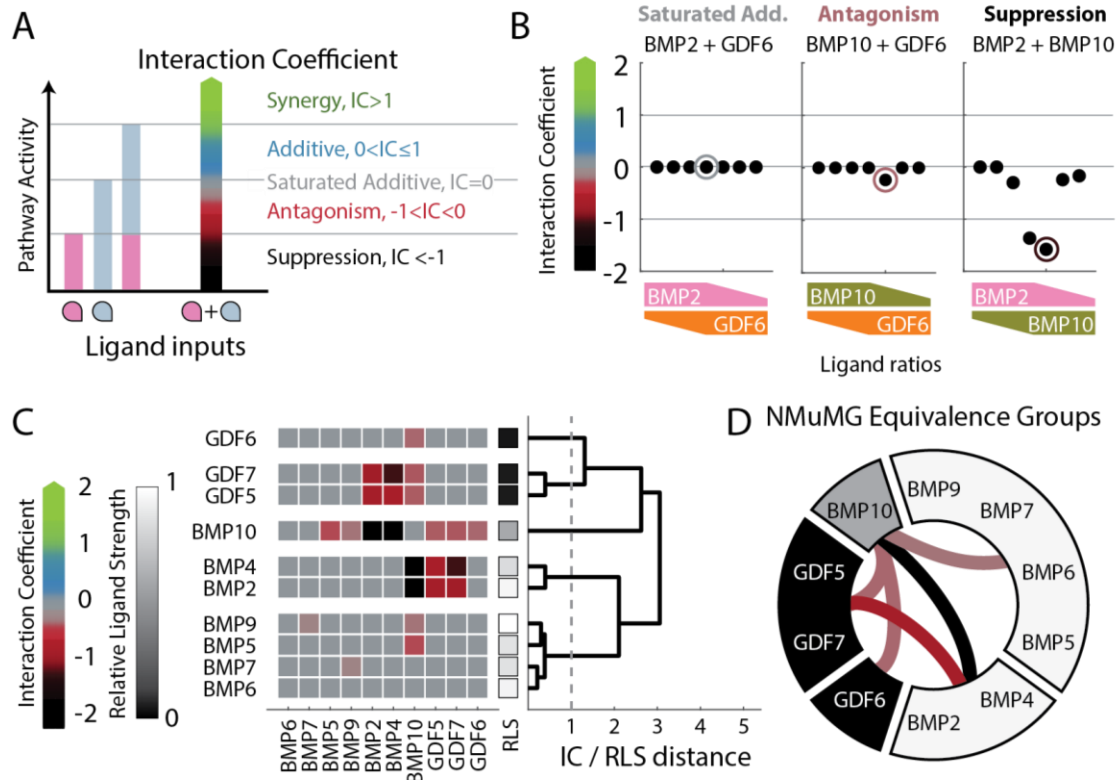 A
Interaction Coefficient
Pathway Activity
Synergy, IC>1
Additive, 0<IC≤1
Saturated Additive, IC=0
Antagonism, -1<IC<0
Suppression, IC <-1
+
Ligand inputs
B
Saturated Add.
BMP2 + GDF6
Antagonism
BMP10 + GDF6
Suppression
BMP2 + BMP10
Interaction Coefficient
2
1
0
-1
-2
BMP2
GDF6
BMP10
GDF6
BMP2
BMP10
Ligand ratios
C
Interaction Coefficient
2
1
0
-1
-2
Relative Ligand Strength
1
0
GDF6
GDF7
GDF5
BMP10
BMP4
BMP2
BMP9
BMP5
BMP7
BMP6
BMP6
BMP7
BMP5
BMP9
BMP2
BMP4
BMP10
GDF5
GDF7
GDF6
RLS
1 2 3 4 5
IC / RLS distance
D
NMuMG Equivalence Groups
BMP10
BMP9
BMP7
BMP6
BMP5
BMP4
BMP2
GDF6
GDF7
GDF5